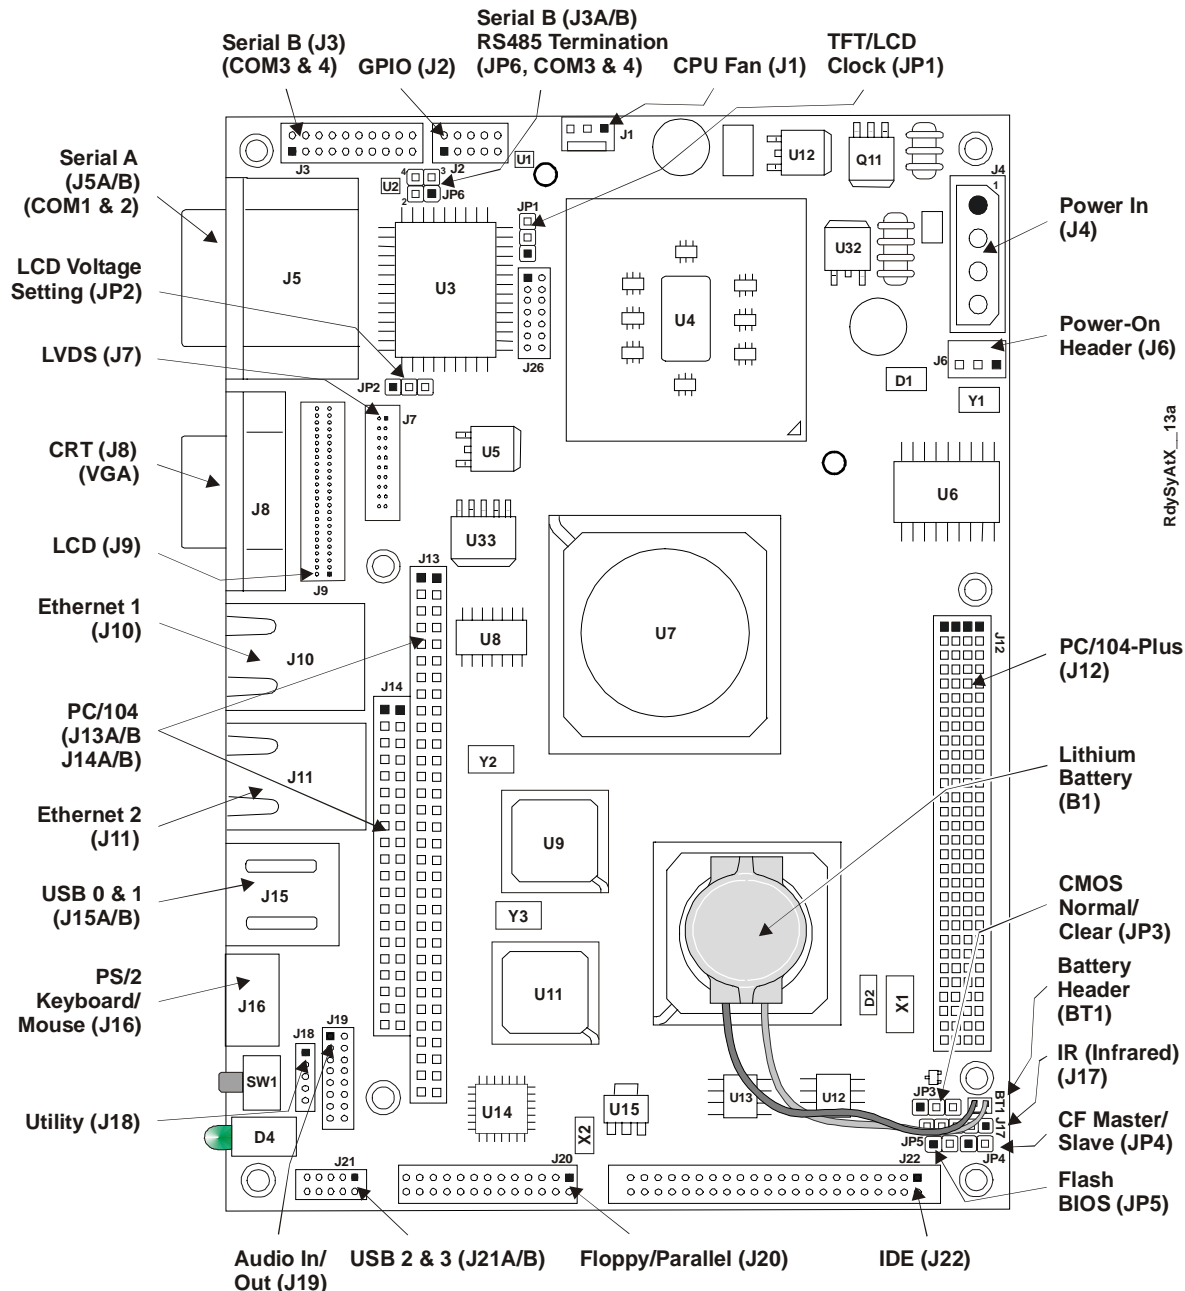 Serial B (J3A/B)
RS485 Termination
(JP6, COM3 & 4)
Serial B (J3)
(COM3 & 4)
GPIO (J2)
CPU Fan (J1)
TFT/LCD
Clock (JP1)
Serial A
(J5A/B)
(COM1 & 2)
LCD Voltage
Setting (JP2)
LVDS (J7)
CRT (J8)
(VGA)
LCD (J9)
Ethernet 1
(J10)
PC/104
(J13A/B
J14A/B)
Ethernet 2
(J11)
USB 0 & 1
(J15A/B)
PS/2
Keyboard/
Mouse (J16)
Utility (J18)
Audio In/
Out (J19)
USB 2 & 3 (J21A/B)
Floppy/Parallel (J20)
IDE (J22)
Power In
(J4)
Power-On
Header (J6)
RdySyAtX__13a
PC/104-Plus
(J12)
Lithium
Battery
(B1)
CMOS
Normal/
Clear (JP3)
Battery
Header
(BT1)
IR (Infrared)
(J17)
CF Master/
Slave (JP4)
Flash
BIOS (JP5)
J3
J2
U1
J1
U12
Q11
J4
1
4
3
U2
2
JP6
JP1
J5
U3
U4
U32
J26
J6
D1
Y1
JP2
J7
U5
J8
U6
U33
J9
J13
J10
U8
U7
J12
J14
J11
Y2
U9
J15
Y3
J16
U11
D2
X1
J18
J19
SW1
JP3
BT1
J17
U14
U15
U13
U12
D4
X2
JP5
JP4
J21
J20
J22